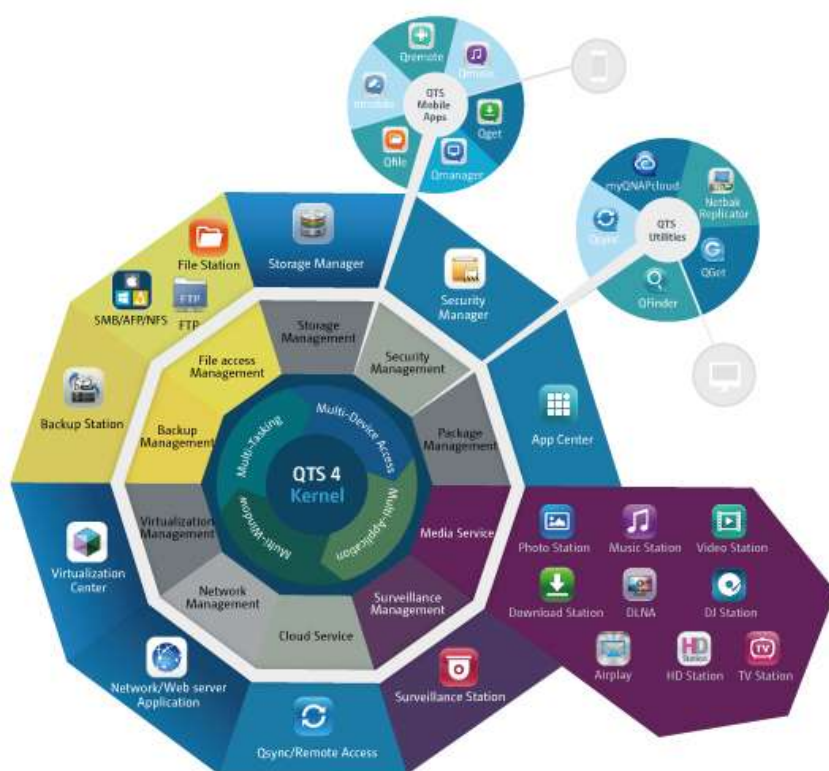 Qremote
Qmusic
QTS
Mobile
Apps
Qget
Qfile
Qmanager
myQNAPcloud
Netbak
Replicator
QTS
Utilities
Qsync
QGet
QFinder
File Station
Storage Manager
Security
Manager
SMB/AFP/NFS
FTP
FTP
Backup Station
App Center
File access
Management
Storage
Management
Security
Management
Backup
Management
Package
Management
Multi-Tasking
Multi-Device Access
QTS 4
Kernel
Multi-Window
Multi-Application
Virtualization
Management
Media Service
Network
Management
Surveillance
Management
Cloud Service
Virtualization
Center
Network/Web server
Application
Qsync/Remote Access
Surveillance Station
Photo Station
Music Station
Video Station
Download Station
DLNA
DJ Station
HD
Station
TV
Airplay
HD Station
TV Station